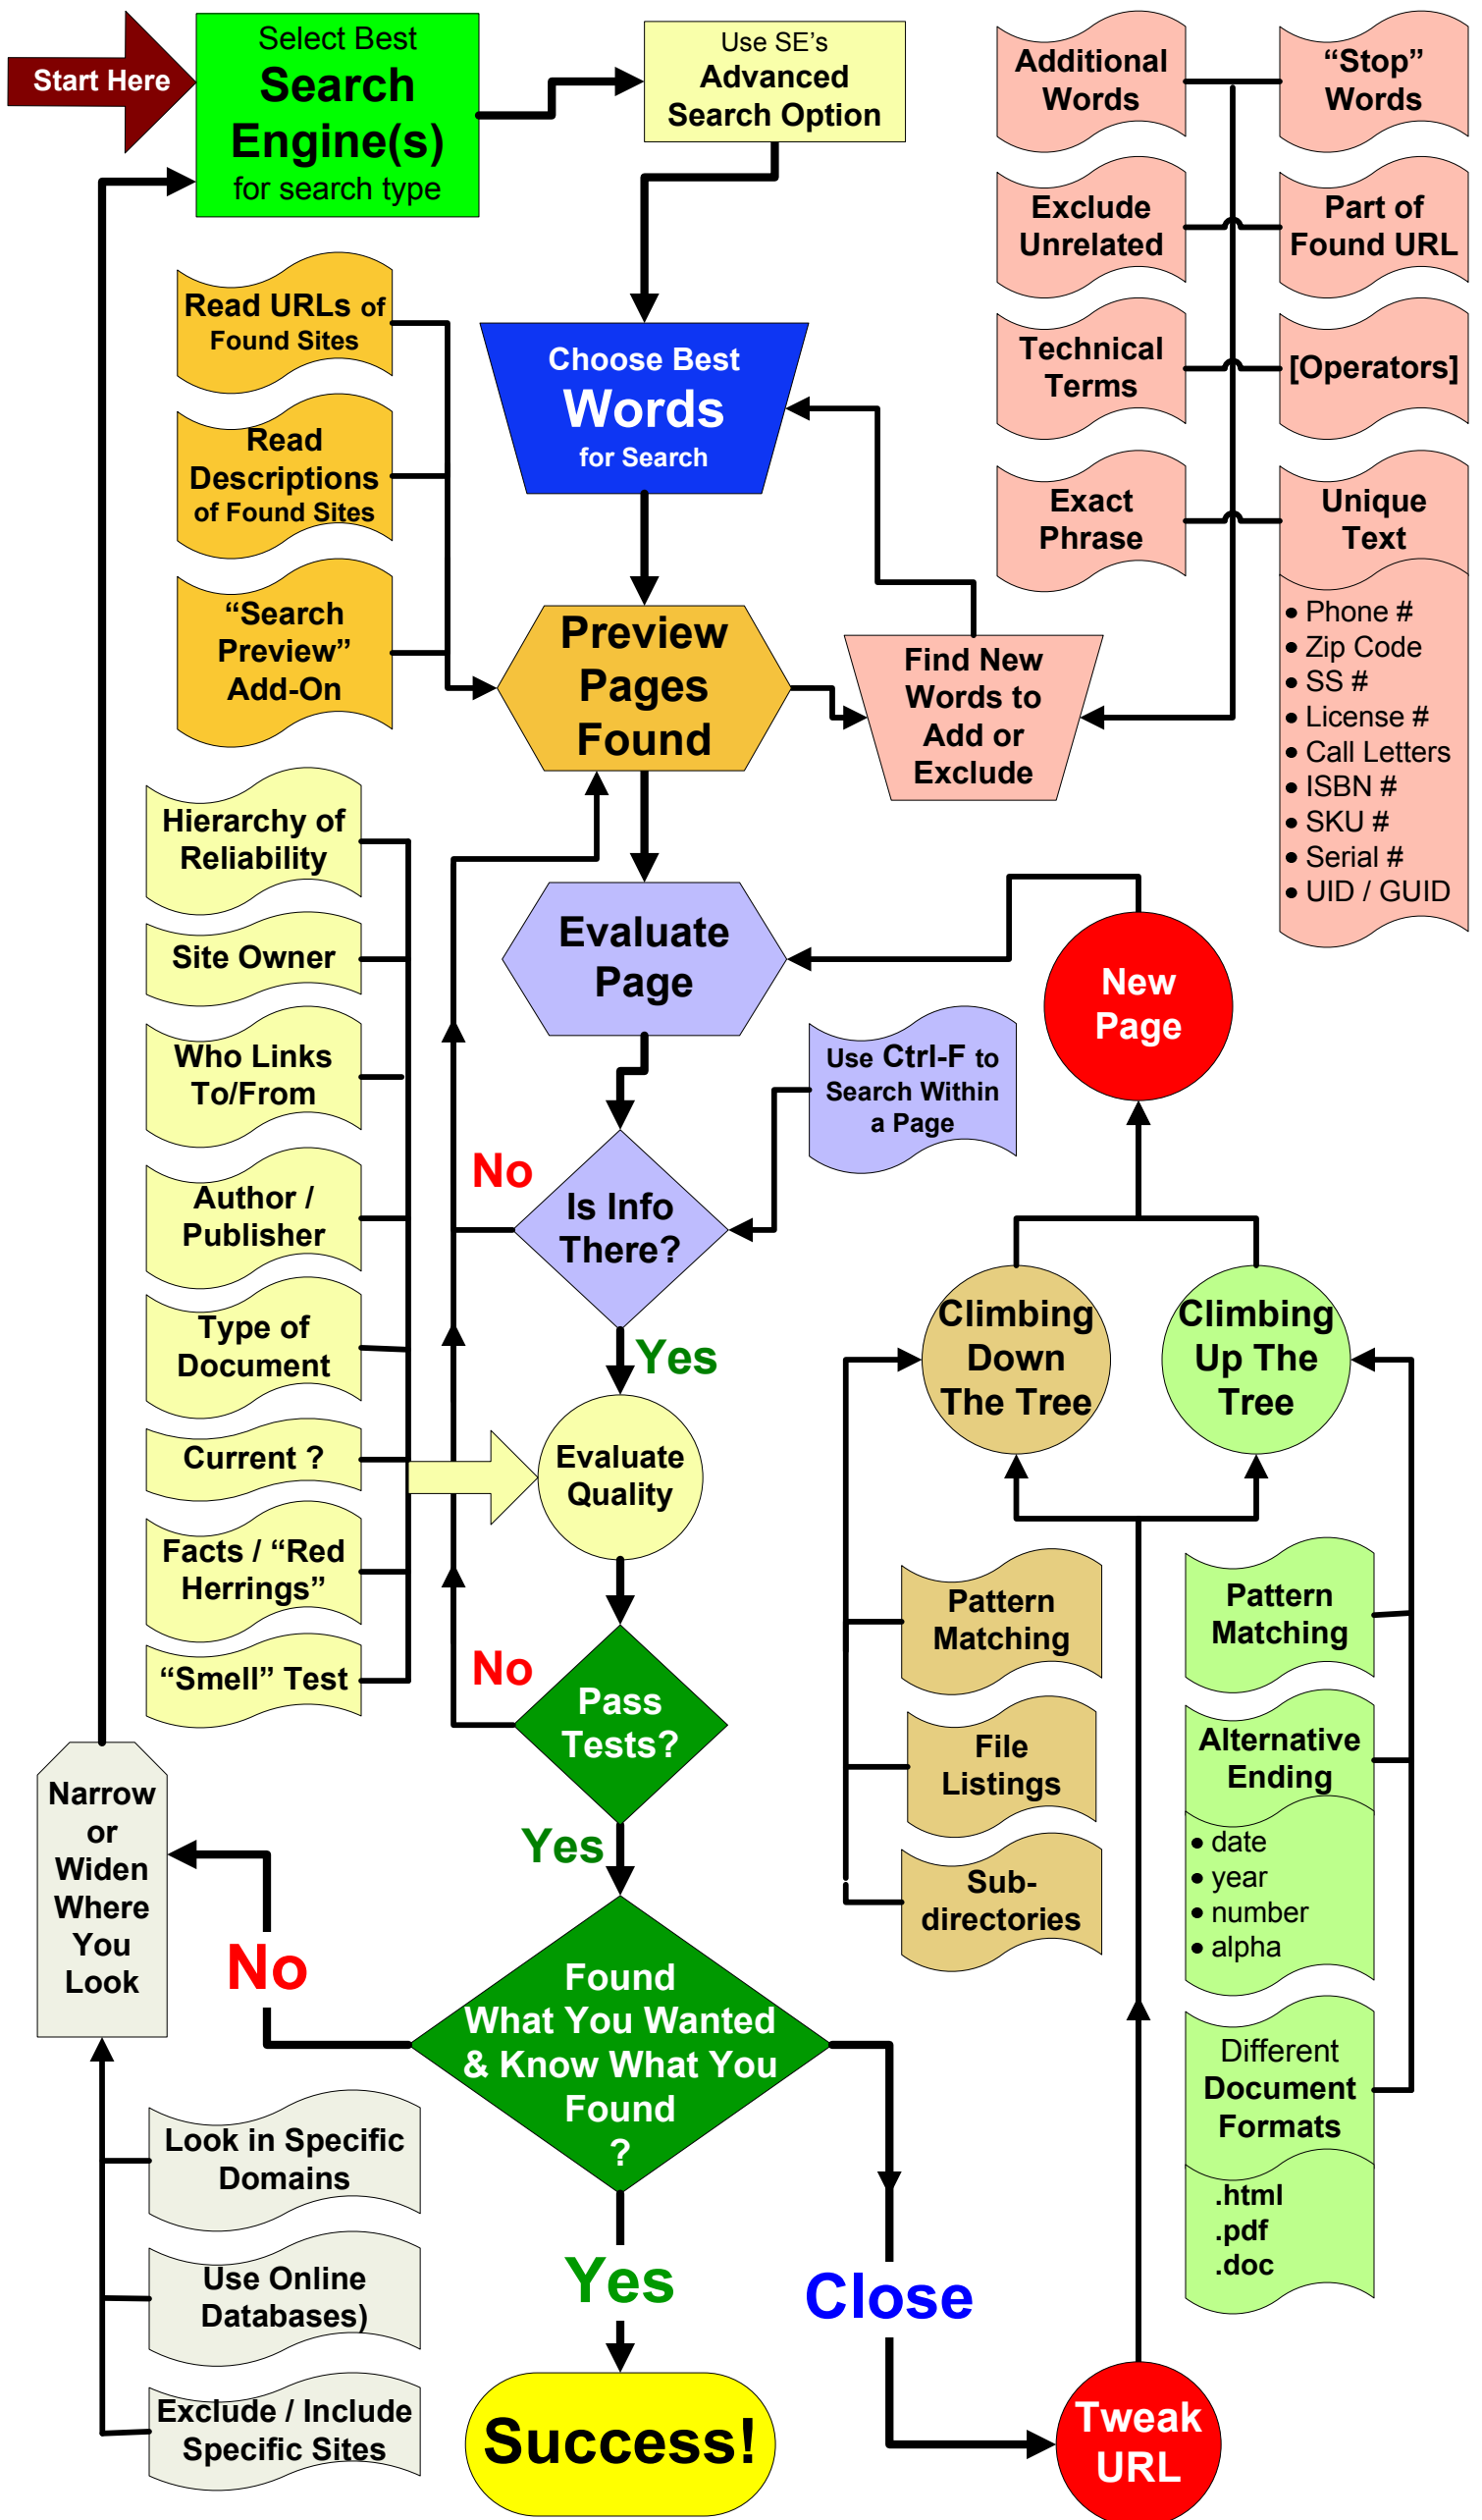 Start Here
Select Best
Search
Engine(s)
for search type
Use SE's
Advanced
Search Option
Additional
Words
“Stop”
Words
Exclude
Unrelated
Part of
Found URL
Technical
Terms
[Operators]
Exact
Phrase
Unique
Text
• Phone #
• Zip Code
• SS #
• License #
• Call Letters
• ISBN #
• SKU #
• Serial #
• UID / GUID
Read URLs of
Found Sites
Read
Descriptions
of Found Sites
“Search
Preview”
Add-On
Choose Best
Words
for Search
Preview
Pages
Found
Find New
Words to
Add or
Exclude
Hierarchy of
Reliability
Site Owner
Who Links
To/From
Author /
Publisher
Type of
Document
Current ?
Facts / “Red
Herrings”
“Smell” Test
Evaluate
Page
New
Page
Use Ctrl-F to
Search Within
a Page
No
Is Info
There?
Yes
Climbing
Down
The Tree
Climbing
Up The
Tree
Evaluate
Quality
No
Pass
Tests?
Yes
Pattern
Matching
File
Listings
Sub-
directories
Pattern
Matching
Alternative
Ending
• date
• year
• number
• alpha
Different
Document
Formats
.html
.pdf
.doc
Narrow
or
Widen
Where
You
Look
No
Found
What You Wanted
& Know What You
Found
?
Look in Specific
Domains
Use Online
Databases)
Exclude / Include
Specific Sites
Yes
Close
Success!
Tweak
URL